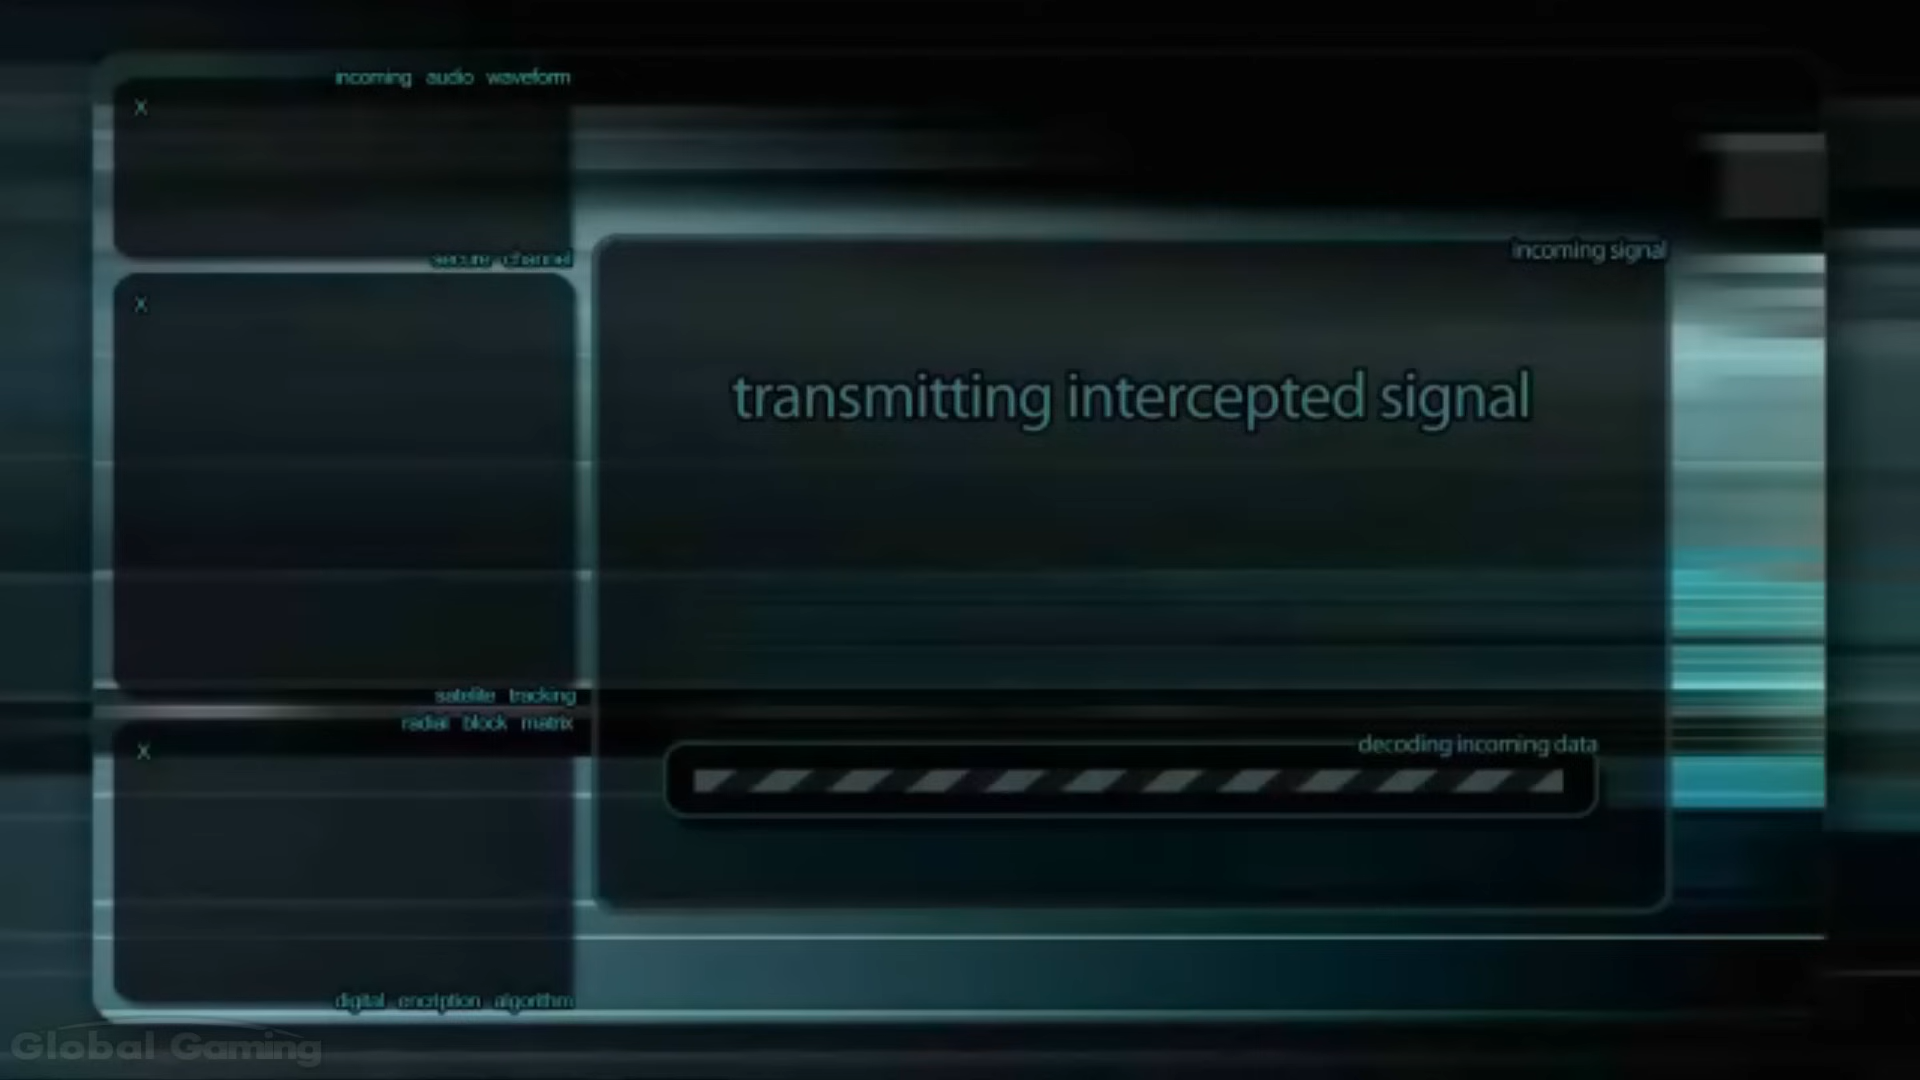 incoming audio waveform
X
secure channel
X
satelite tracking
radial block matrix
X
digital encription algorithm
incoming signal
transmitting intercepted signal
decoding incoming data
Global Gaming